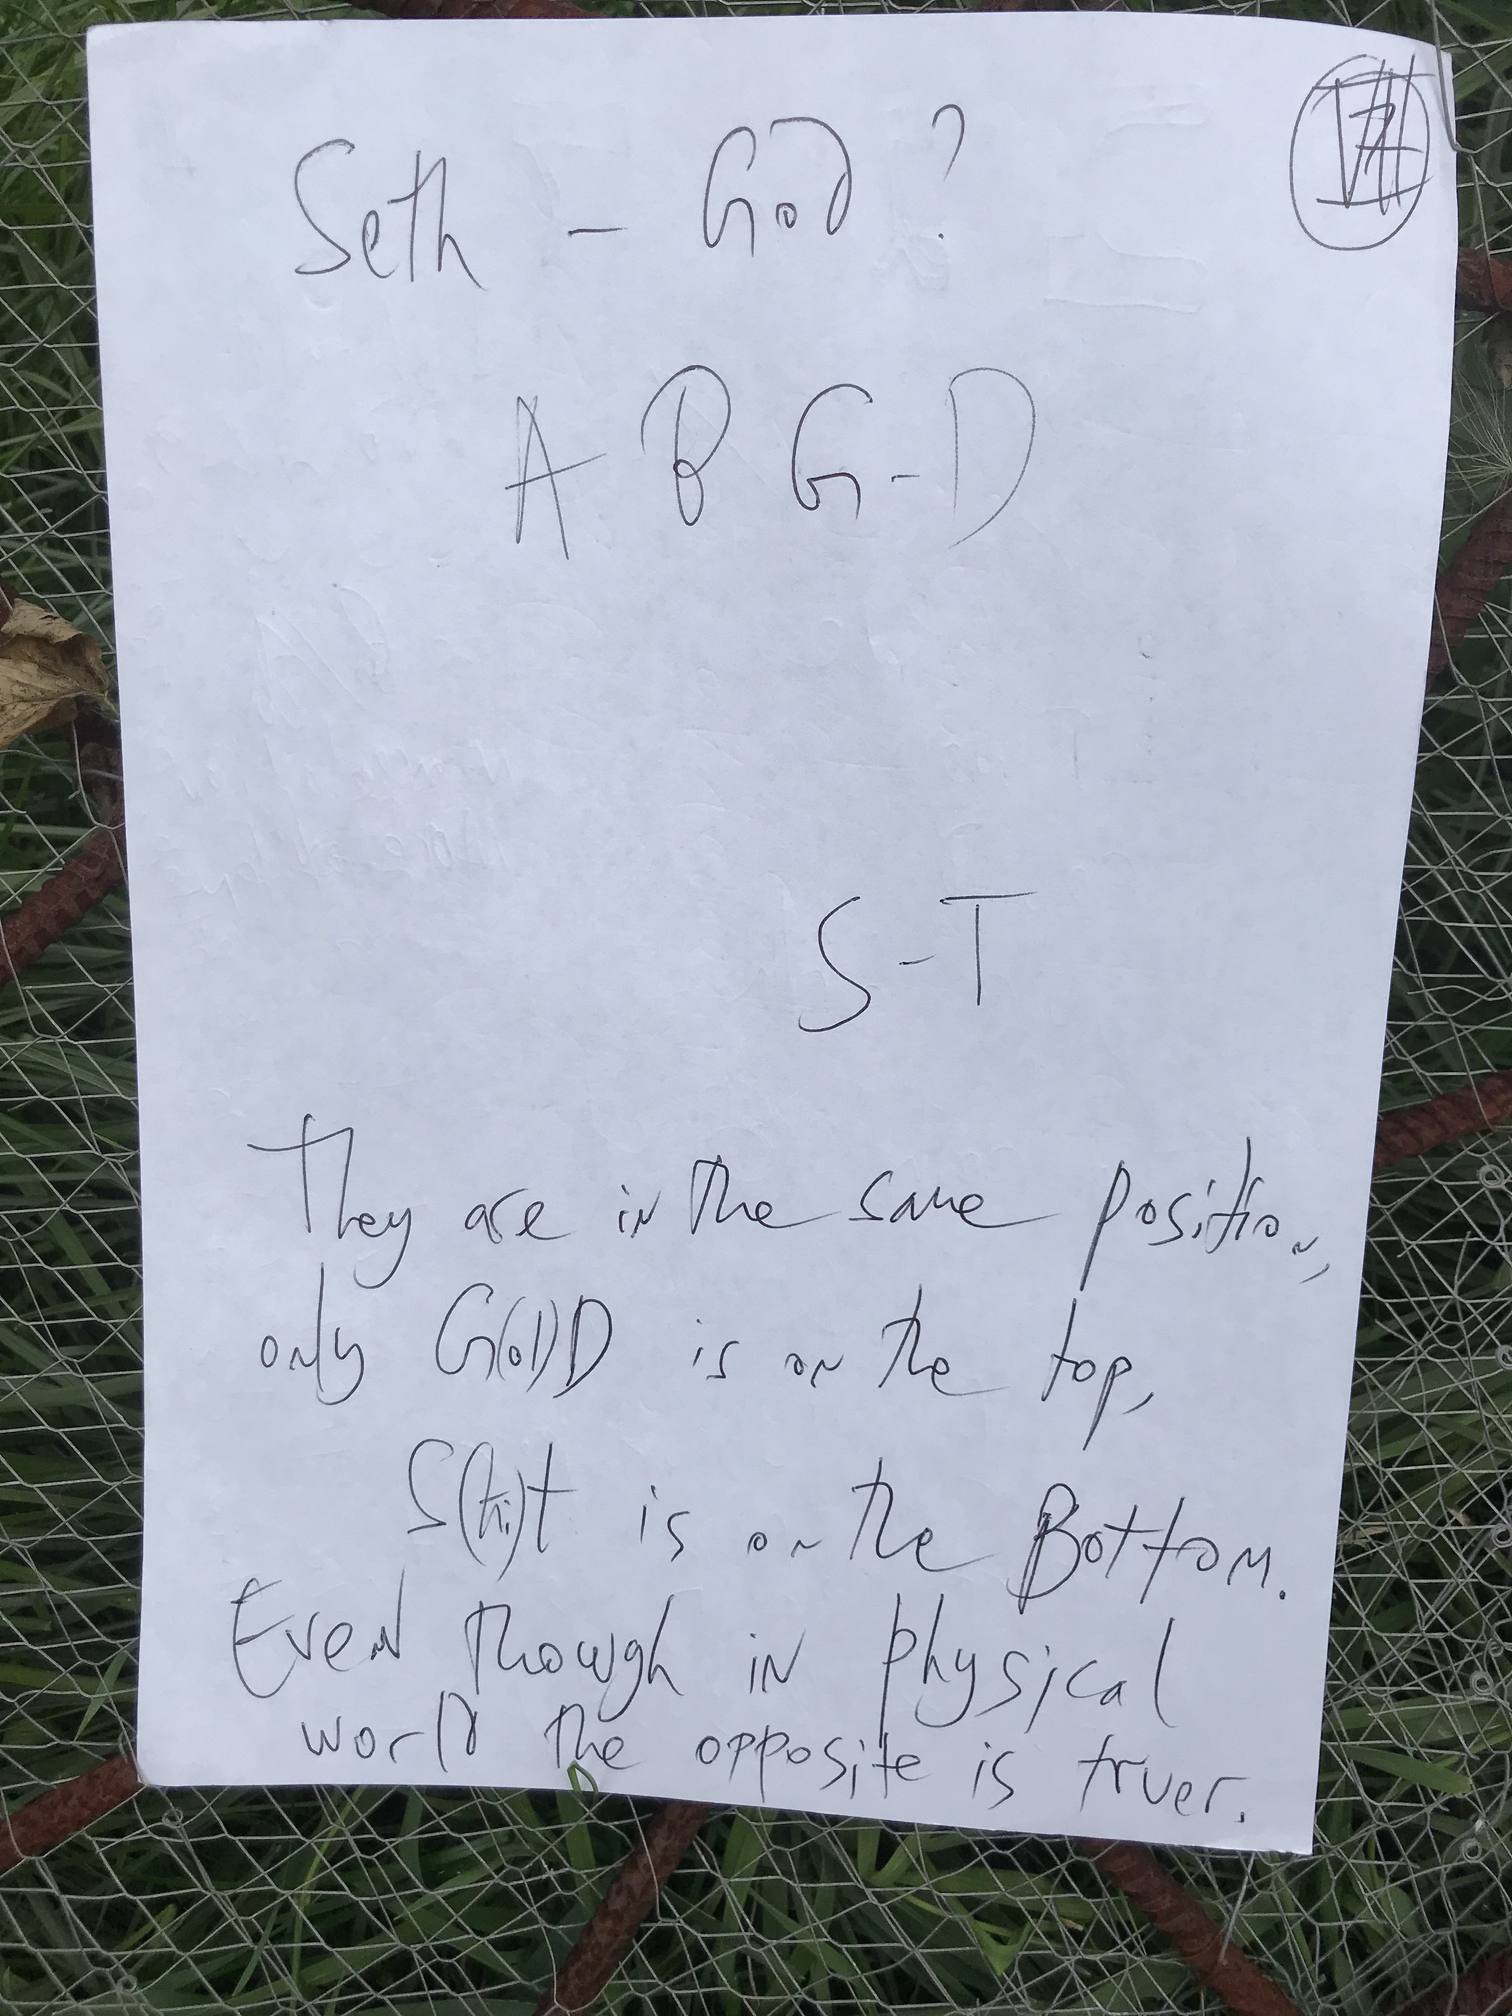 Seth - God ?
A B G-D
S-T
They are in the same position,
only G(o)D is on the top,
S(hi)t is on the Bottom.
Even though in physical
world the opposite is truer.